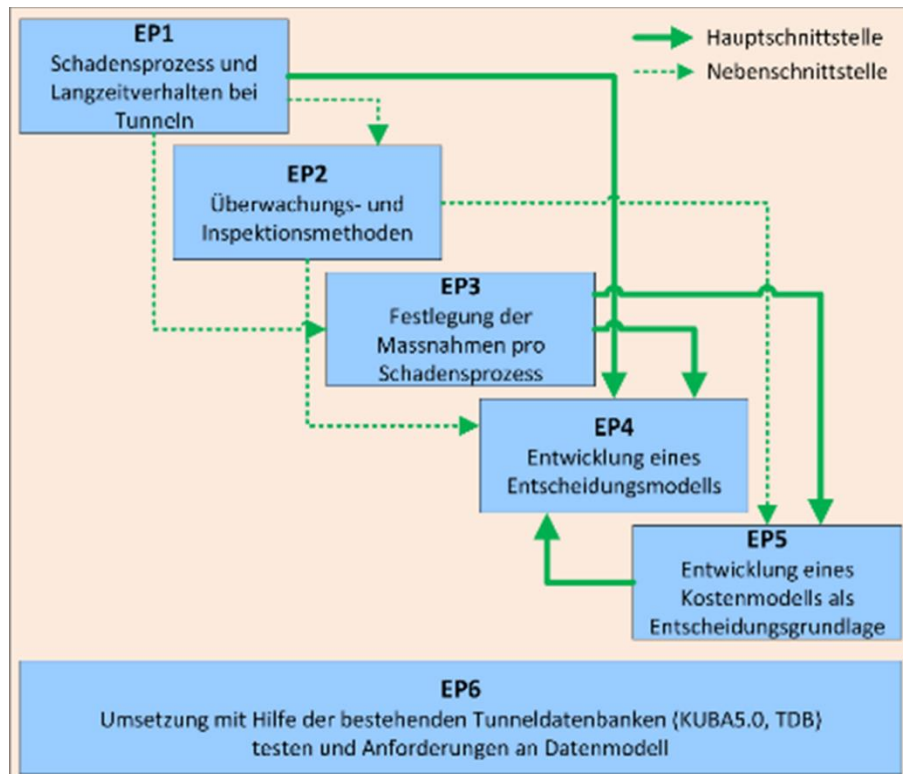 EP1
Schadensprozess und
Langzeitverhalten bei
Tunneln
Hauptschnittstelle
Nebenschnittstelle
EP2
Überwachungs- und
Inspektionsmethoden
EP3
Festlegung der
Massnahmen pro
Schadensprozess
EP4
Entwicklung eines
Entscheidungsmodells
EP5
Entwicklung eines
Kostenmodells als
Entscheidungsgrundlage
EP6
Umsetzung mit Hilfe der bestehenden Tunneldatenbanken (KUBA5.0, TDB)
testen und Anforderungen an Datenmodell